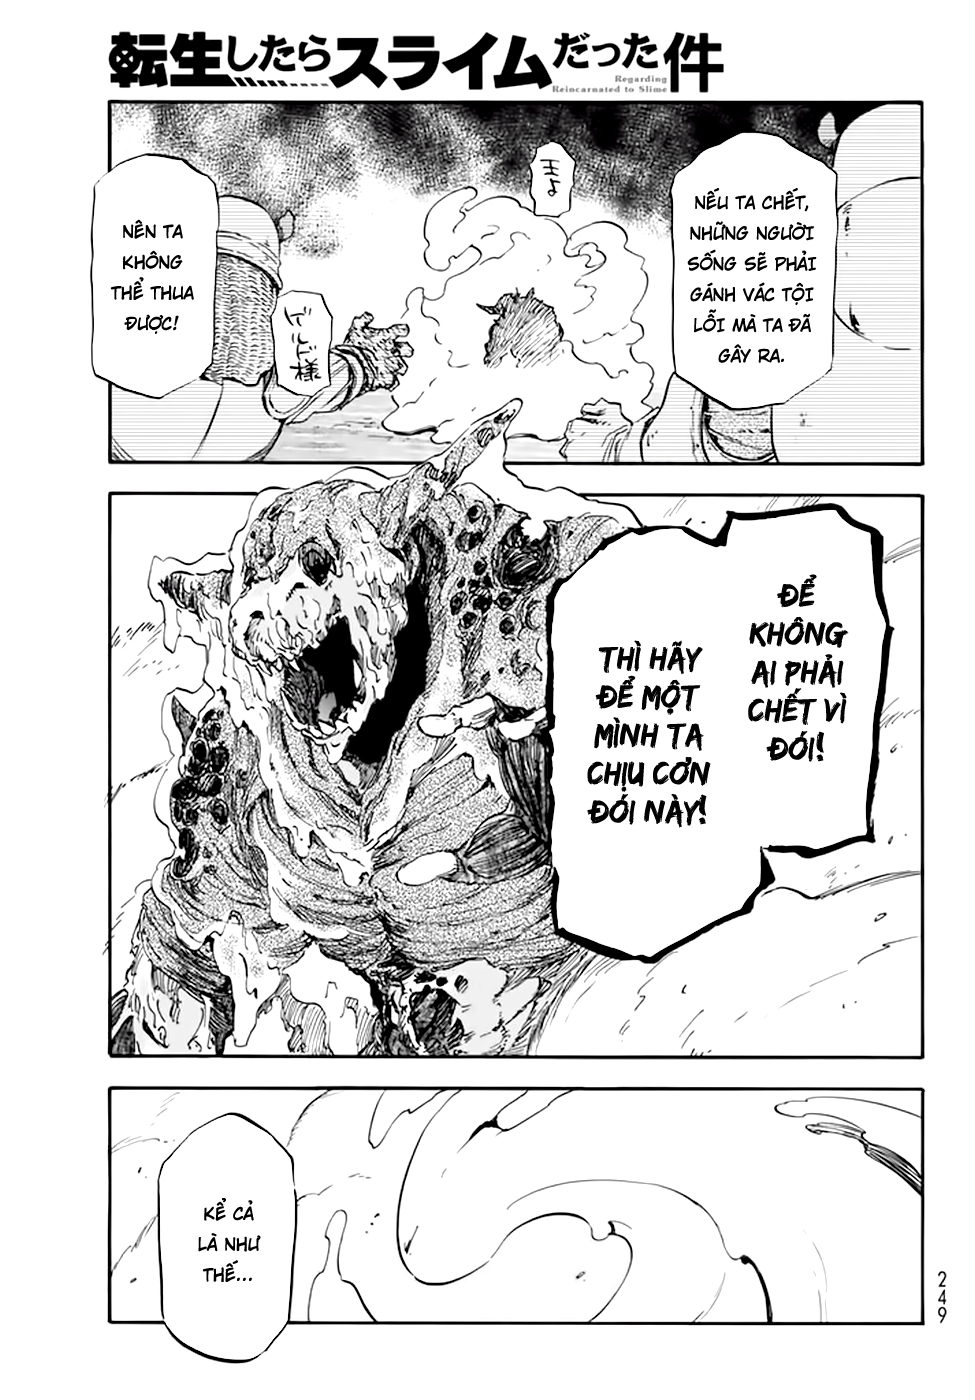 転生したらスライムだった件
Regarding
Reincarnated to Slime
NẾU TA CHẾT,
NHỮNG NGƯỜI
SỐNG SẼ PHẢI
GÁNH VÁC TỘI
LỖI MÀ TA ĐÃ
GÂY RA.
王よ
ゲルド様
NÊN TA
KHÔNG
THỂ THUA
ĐƯỢC!
ĐỂ
KHÔNG
AI PHẢI
CHẾT VÌ
ĐÓI!
THÌ HÃY
ĐỂ MỘT
MÌNH TA
CHỊU CƠN
ĐÓI NÀY!
KỂ CẢ
LÀ NHƯ
THẾ...
249